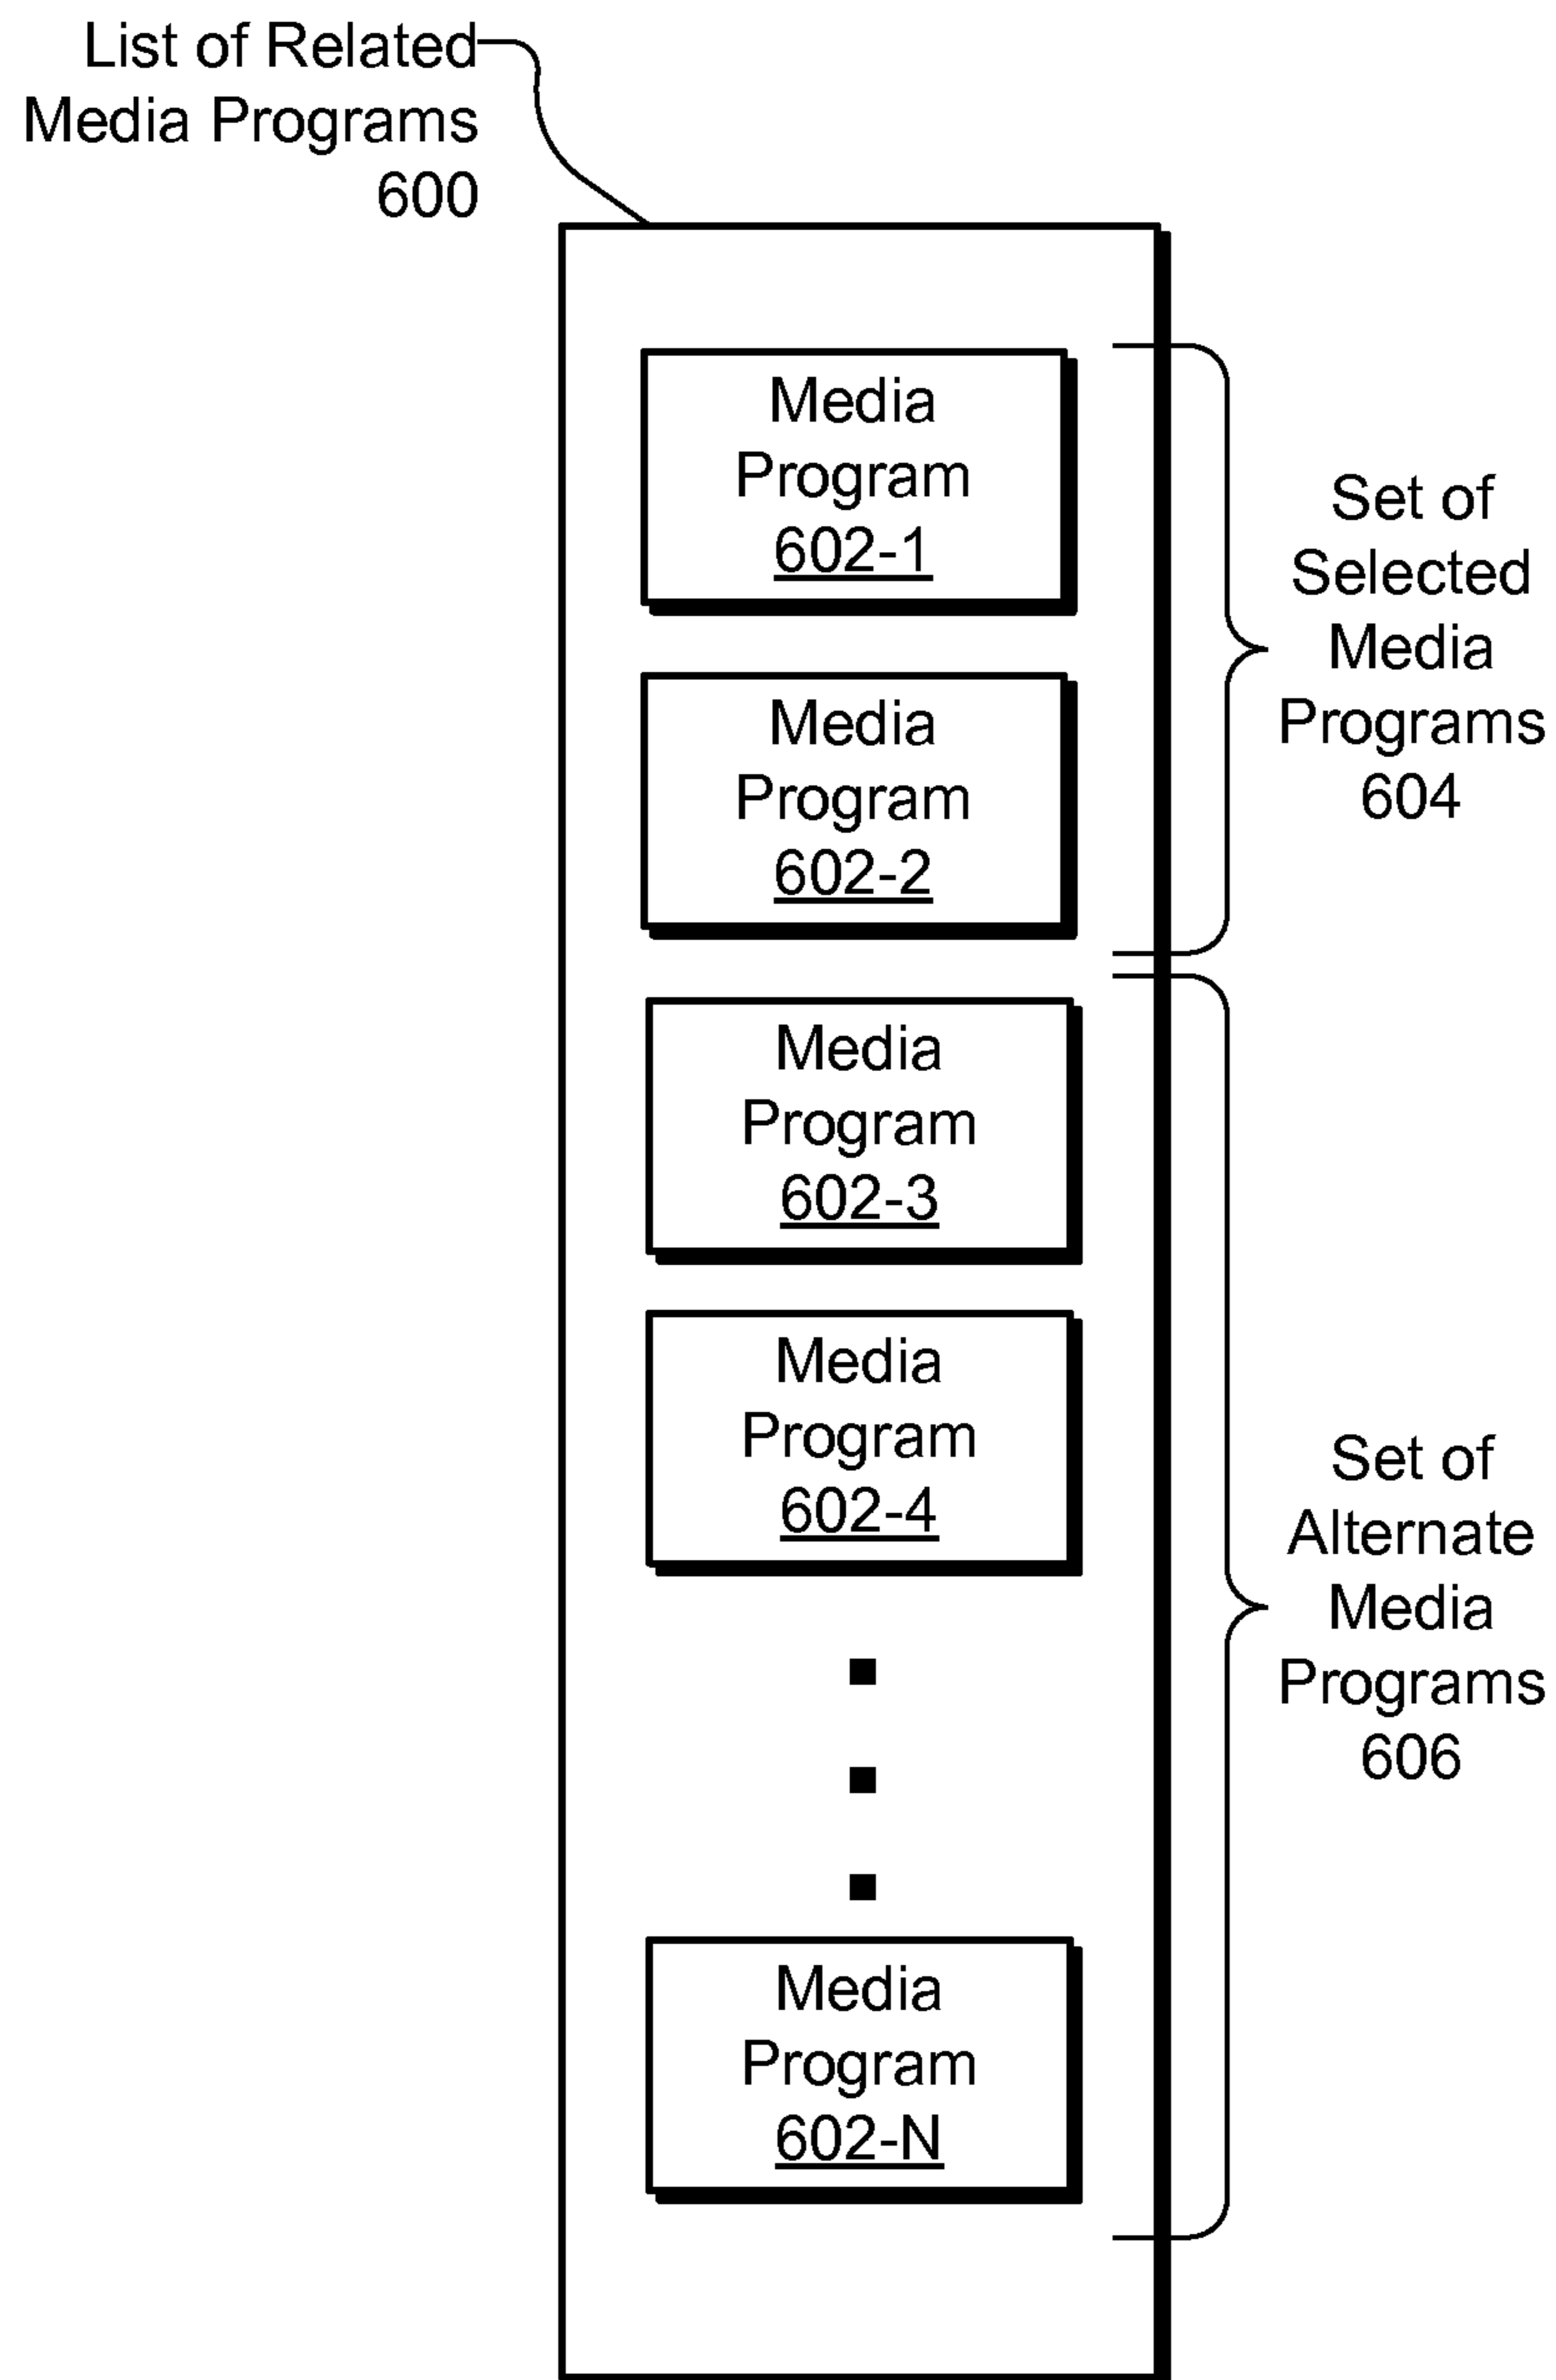 List of Related
Media Programs
600
Media
Program
602-1
Media
Program
602-2
Set of
Selected
Media
Programs
604
Media
Program
602-3
Media
Program
602-4
Media
Program
602-N
Set of
Alternate
Media
Programs
606